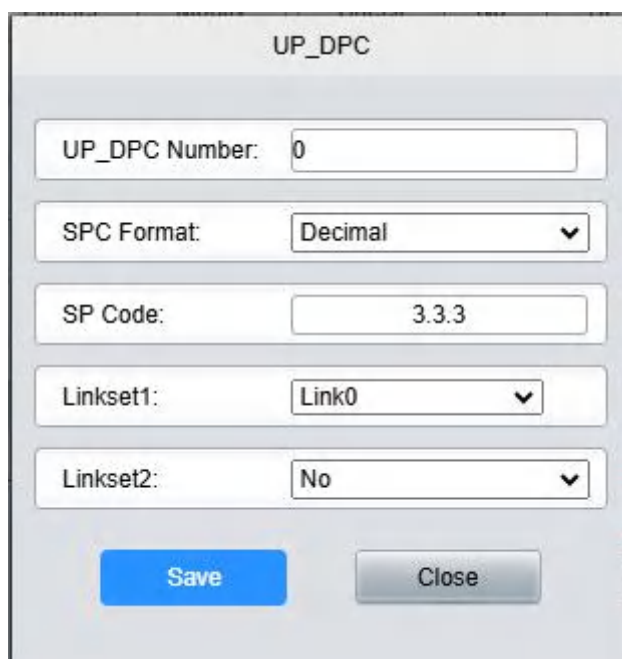 UP_DPC
UP_DPC Number: 0
SPC Format: Decimal
SP Code: 3.3.3
Linkset1: Link0
Linkset2: No
Save Close